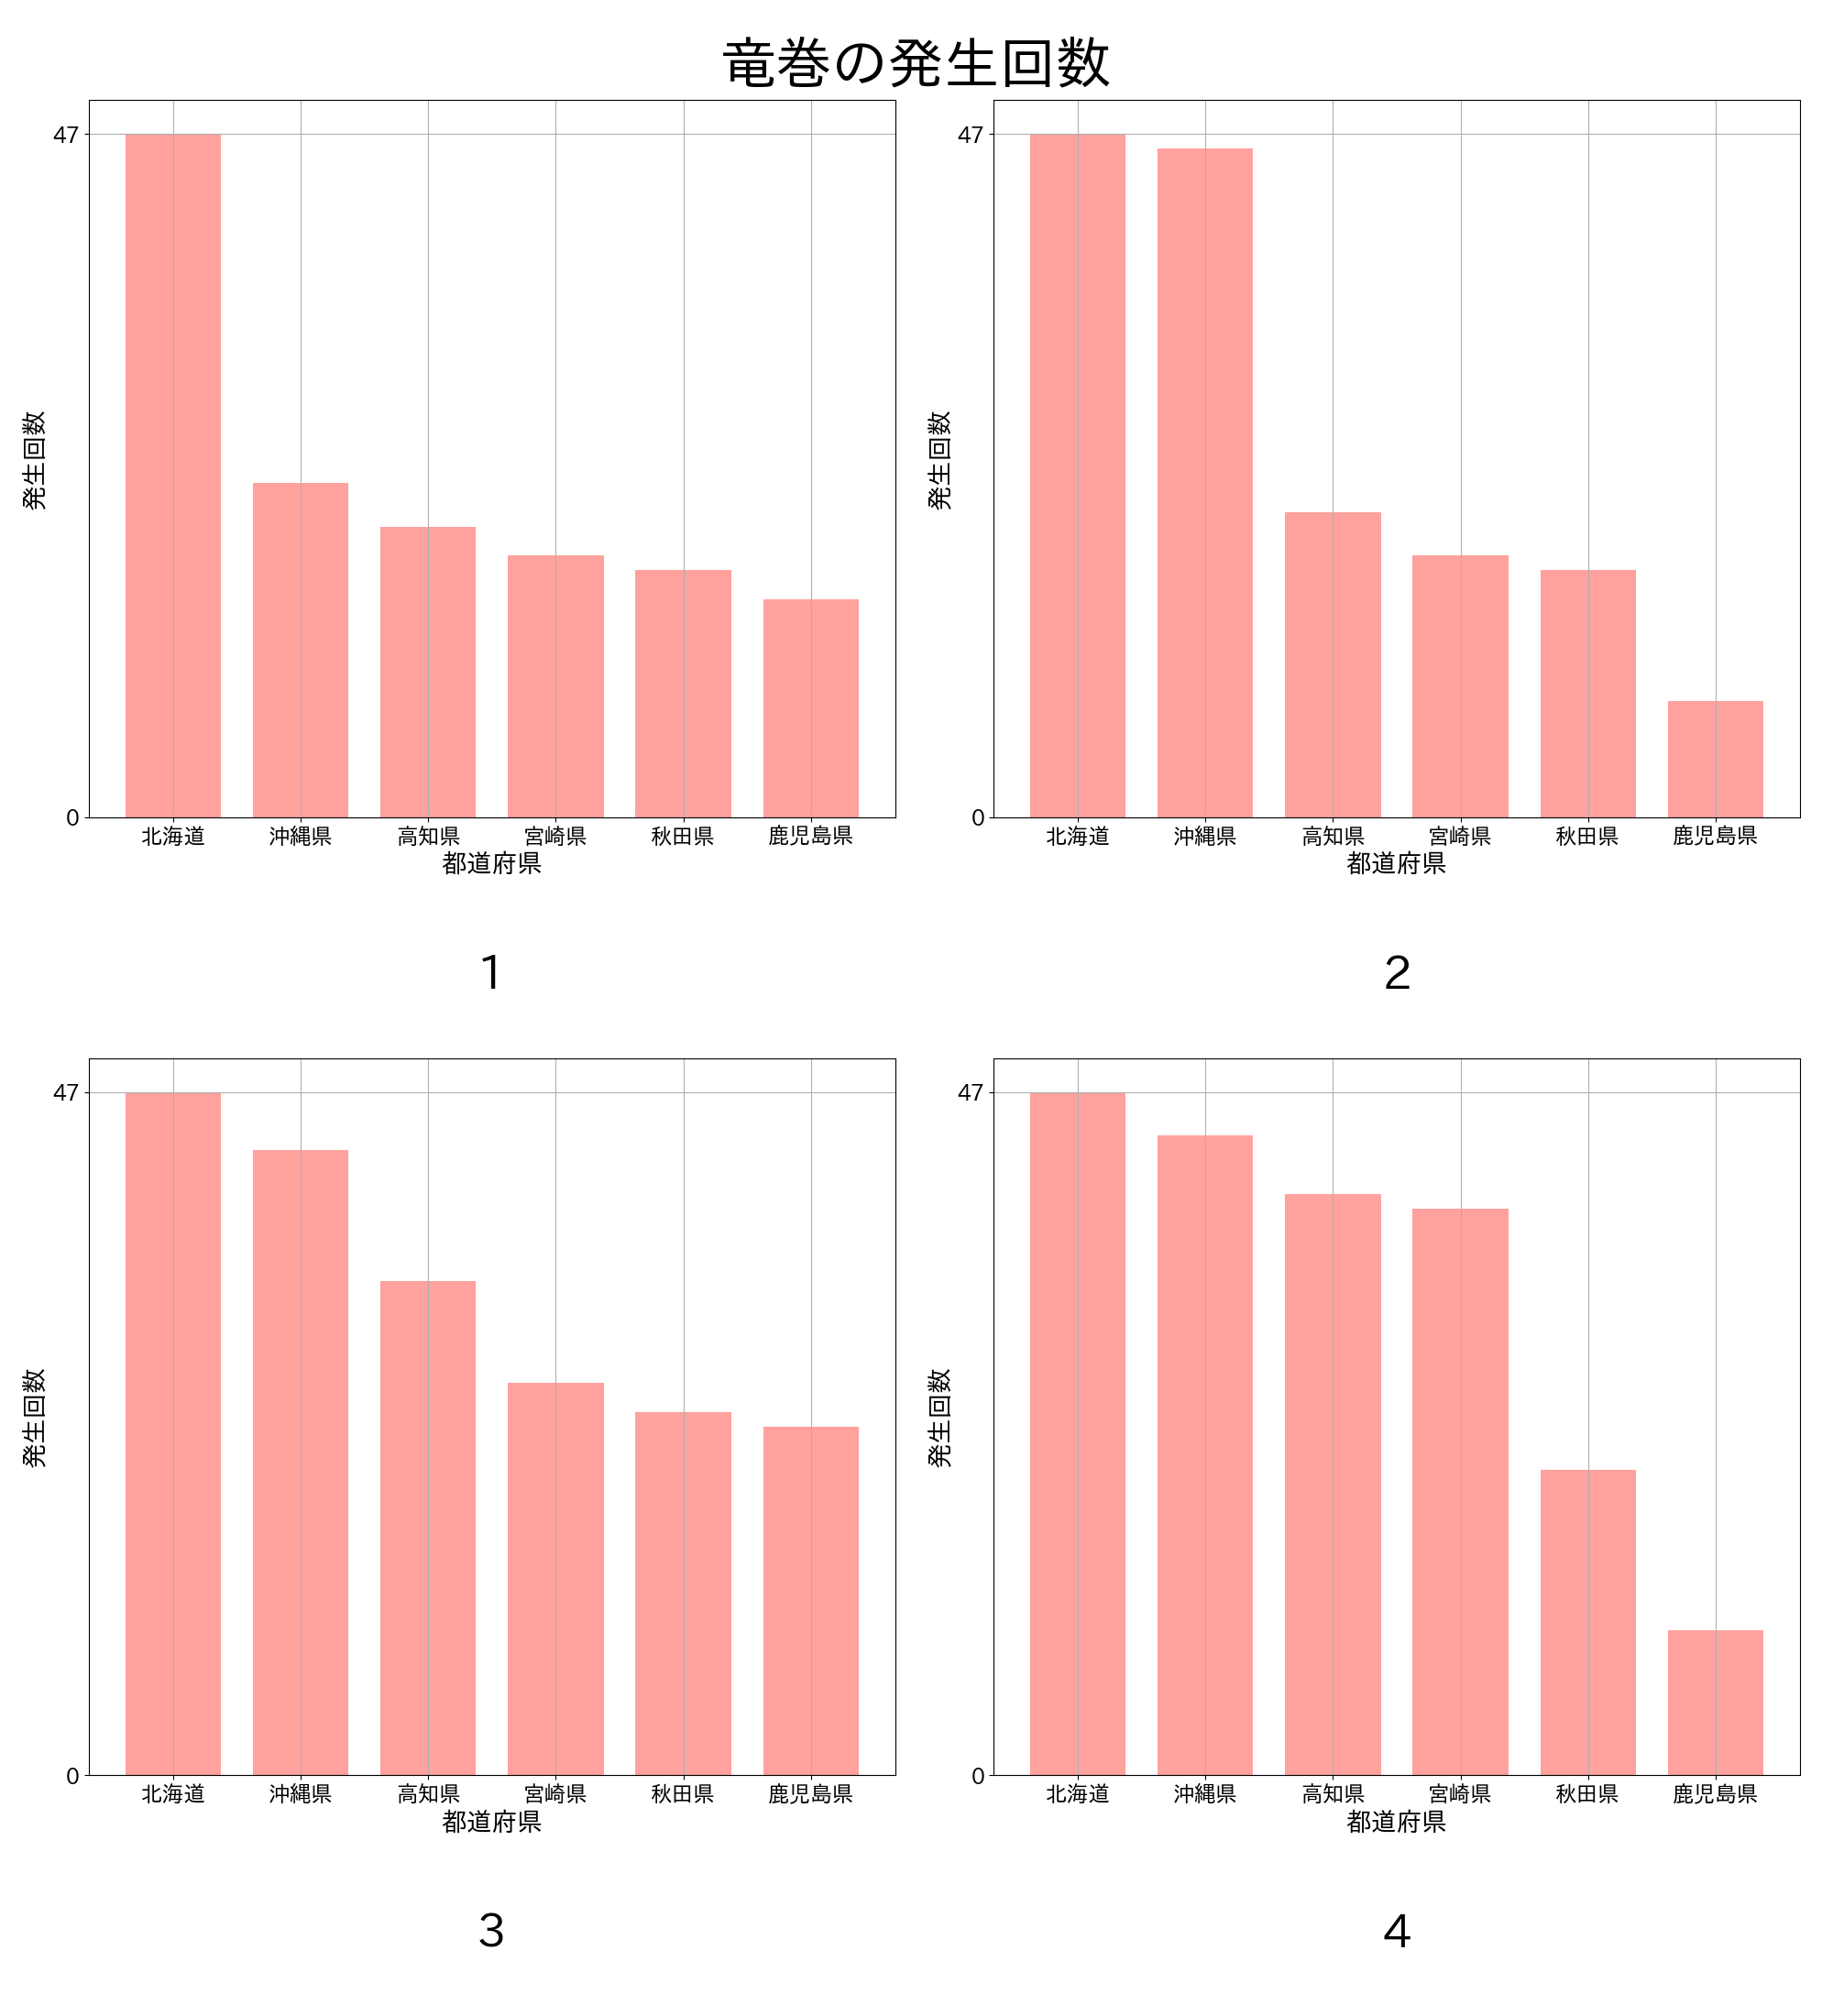 竜巻の発生回数
47
発生回数
0
北海道 沖縄県 高知県 宮崎県 秋田県 鹿児島県
都道府県
1
47
発生回数
0
北海道 沖縄県 高知県 宮崎県 秋田県 鹿児島県
都道府県
2
47
発生回数
0
北海道 沖縄県 高知県 宮崎県 秋田県 鹿児島県
都道府県
3
47
発生回数
0
北海道 沖縄県 高知県 宮崎県 秋田県 鹿児島県
都道府県
4